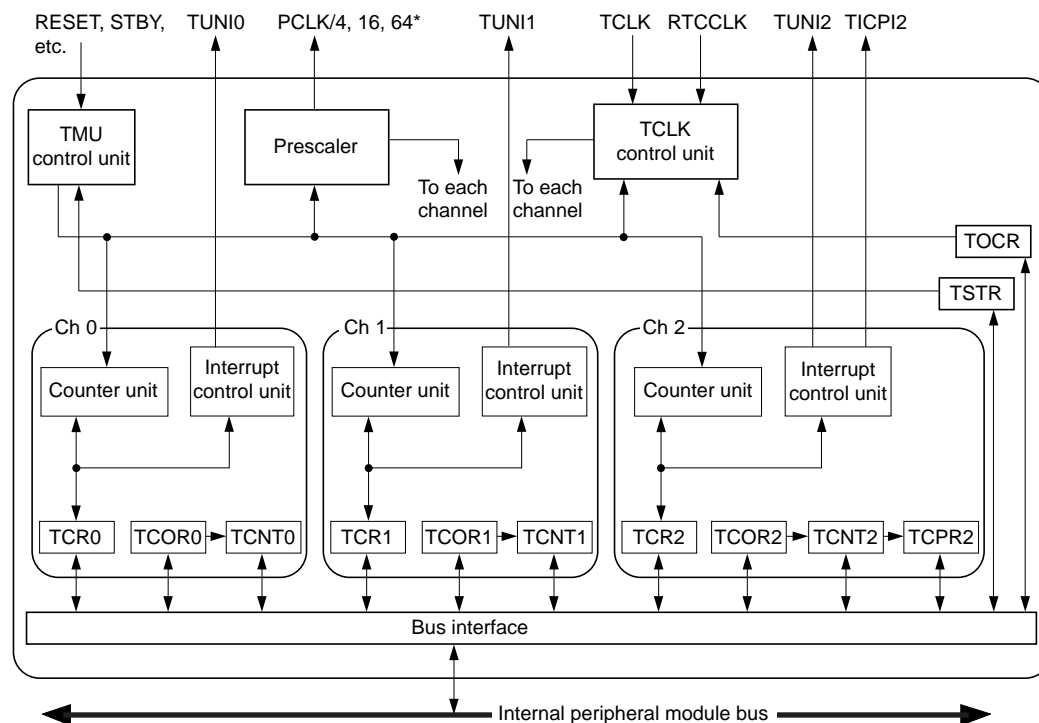 RESET, STBY,
etc.
TUNI0
PCLK/4, 16, 64*
TUNI1
TCLK
RTCCLK
TUNI2
TICPI2
TMU
control unit
Prescaler
To each
channel
To each
channel
TCLK
control unit
TOCR
TSTR
Ch 0
Counter unit
Interrupt
control unit
TCR0
TCOR0
TCNT0
Ch 1
Counter unit
Interrupt
control unit
TCR1
TCOR1
TCNT1
Ch 2
Counter unit
Interrupt
control unit
TCR2
TCOR2
TCNT2
TCPR2
Bus interface
Internal peripheral module bus